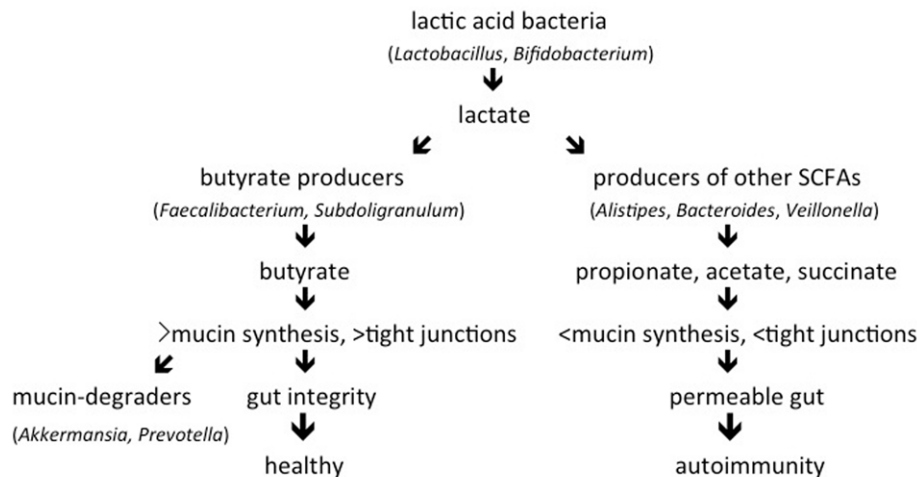 lactic acid bacteria
(Lactobacillus, Bifidobacterium)
lactate
butyrate producers
(Faecalibacterium, Subdoligranulum)
producers of other SCFAs
(Alistipes, Bacteroides, Veillonella)
butyrate
propionate, acetate, succinate
>mucin synthesis, >tight junctions
<mucin synthesis, <tight junctions
mucin-degraders
(Akkermansia, Prevotella)
gut integrity
permeable gut
healthy
autoimmunity